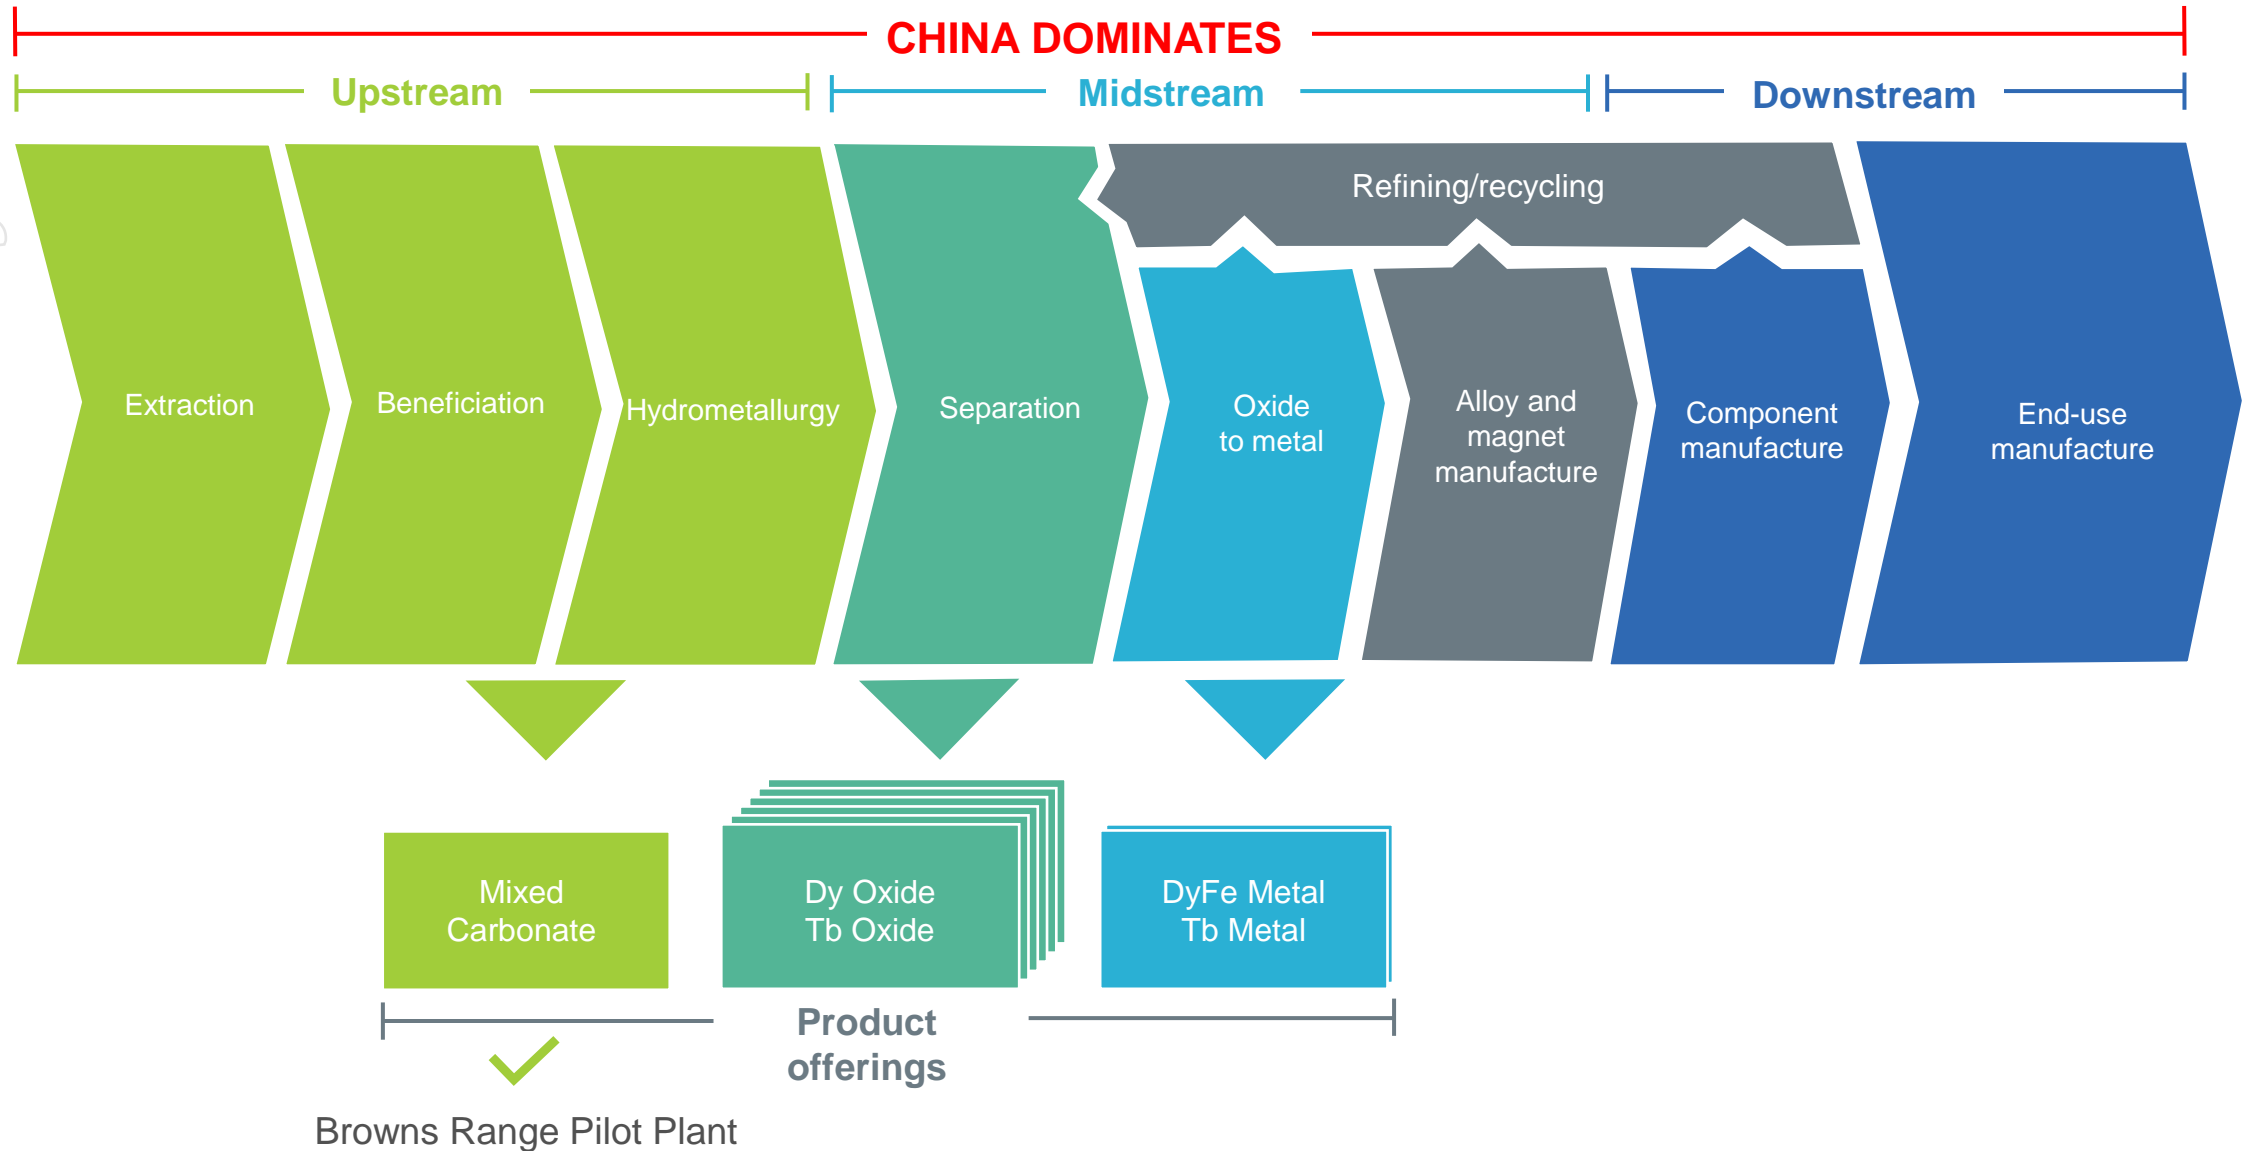 CHINA DOMINATES
Upstream
Midstream
Downstream
Refining/recycling
Extraction
Beneficiation
Hydrometallurgy
Separation
Oxide
to metal
Alloy and
magnet
manufacture
Component
manufacture
End-use
manufacture
Mixed
Carbonate
Dy Oxide
Tb Oxide
DyFe Metal
Tb Metal
Product
offerings
Browns Range Pilot Plant